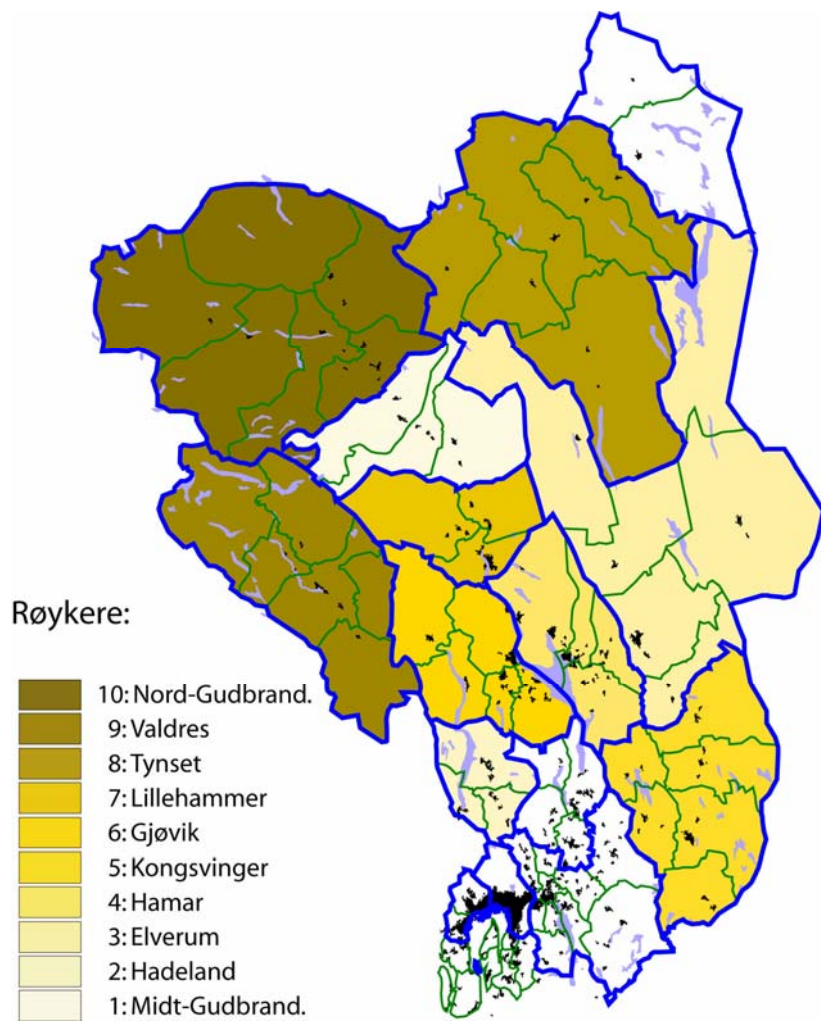 Røykere:
10: Nord-Gudbrand.
9: Valdres
8: Tynset
7: Lillehammer
6: Gjøvik
5: Kongsvinger
4: Hamar
3: Elverum
2: Hadeland
1: Midt-Gudbrand.